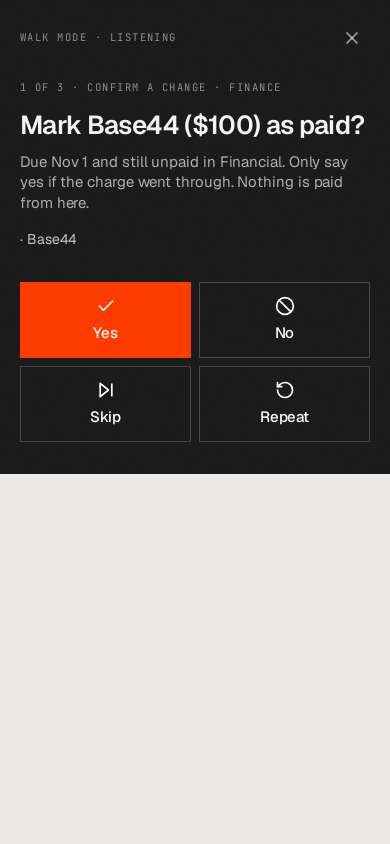 WALK MODE · LISTENING
1 OF 3 · CONFIRM A CHANGE · FINANCE
Mark Base44 ($100) as paid?
Due Nov 1 and still unpaid in Financial. Only say
yes if the charge went through. Nothing is paid
from here.
· Base44
Yes
No
Skip
Repeat